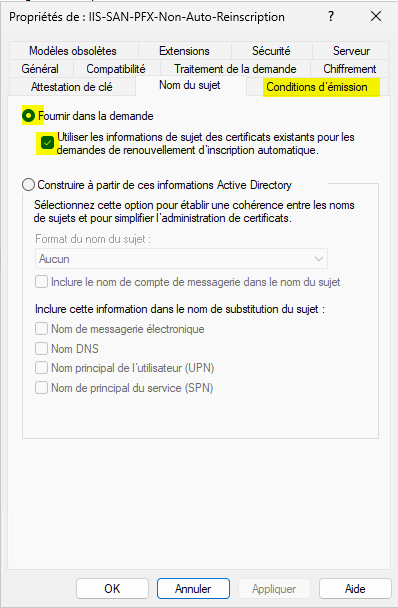 Propriétés de : IIS-SAN-PFX-Non-Auto-Reinscription
Modèles obsolètes Extensions Sécurité Serveur
Général Compatibilité Traitement de la demande Chiffrement
Attestation de clé Nom du sujet Conditions d'émission
Fournir dans la demande
Utiliser les informations de sujet des certificats existants pour les
demandes de renouvellement d'inscription automatique.
Construire à partir de ces informations Active Directory
Sélectionnez cette option pour établir une cohérence entre les noms
de sujets et pour simplifier l'administration de certificats.
Format du nom du sujet :
Aucun
Inclure le nom de compte de messagerie dans le nom du sujet
Inclure cette information dans le nom de substitution du sujet :
Nom de messagerie électronique
Nom DNS
Nom principal de l'utilisateur (UPN)
Nom de principal du service (SPN)
OK Annuler Appliquer Aide